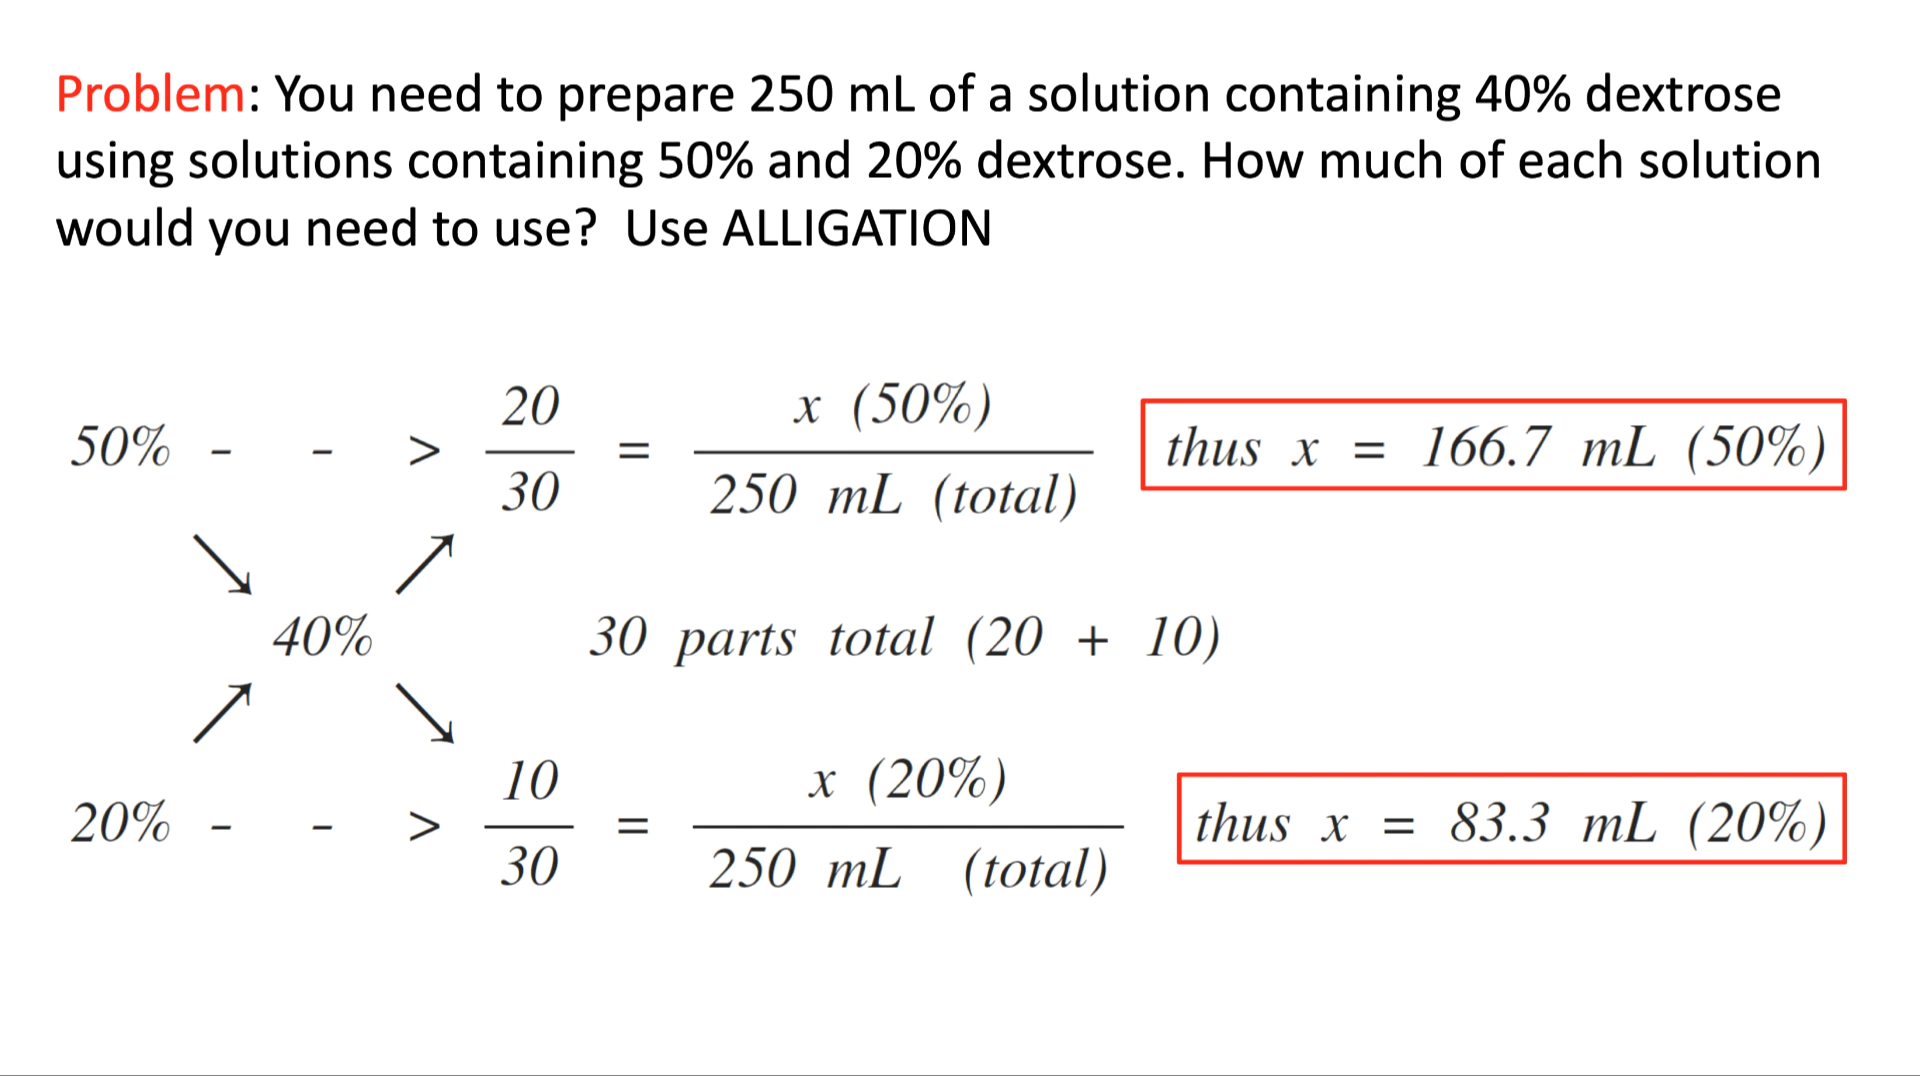 Problem: You need to prepare 250 mL of a solution containing 40% dextrose
using solutions containing 50% and 20% dextrose. How much of each solution
would you need to use?  Use ALLIGATION
50% - - > 20/30 = x (50%)/250 mL (total) thus x = 166.7 mL (50%)
↘ ↗
40% 30 parts total (20 + 10)
↗ ↘
20% - - > 10/30 = x (20%)/250 mL (total) thus x = 83.3 mL (20%)